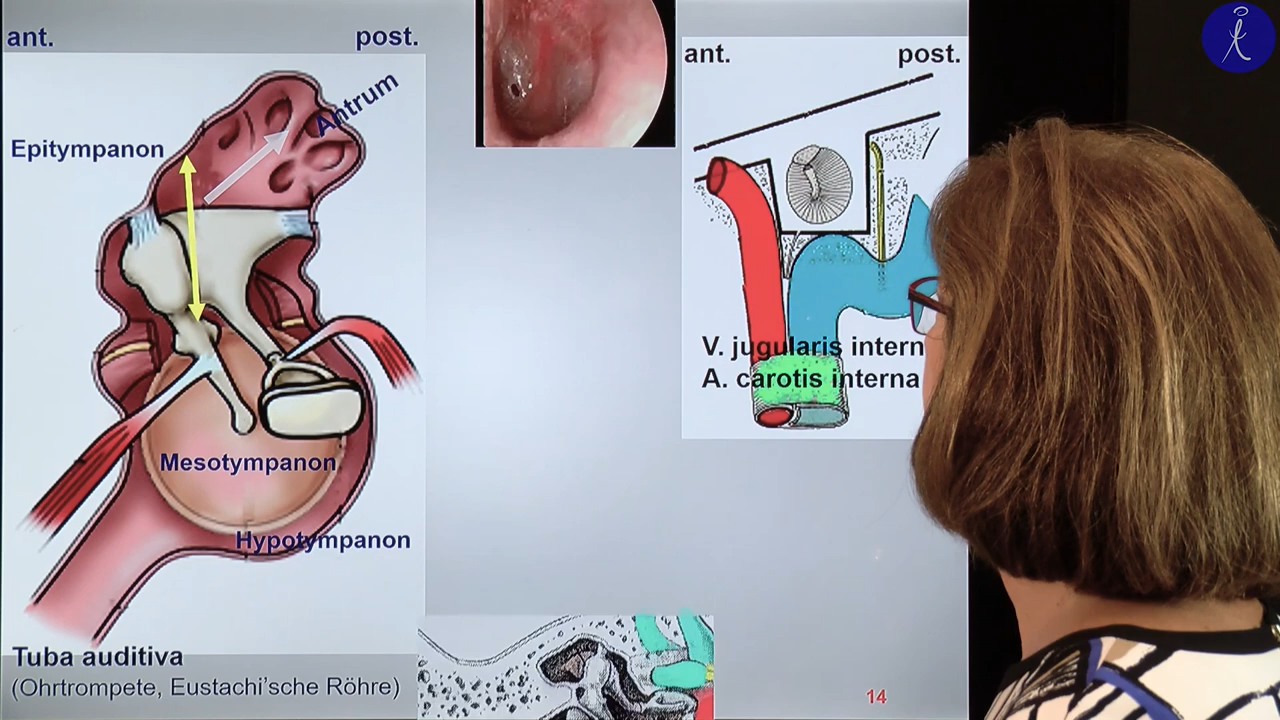 ant.
post.
Antrum
Epitympanon
Mesotympanon
Hypotympanon
Tuba auditiva
(Ohrtrompete, Eustachi'sche Röhre)
ant.
post.
V. jugularis intern
A. carotis interna
14